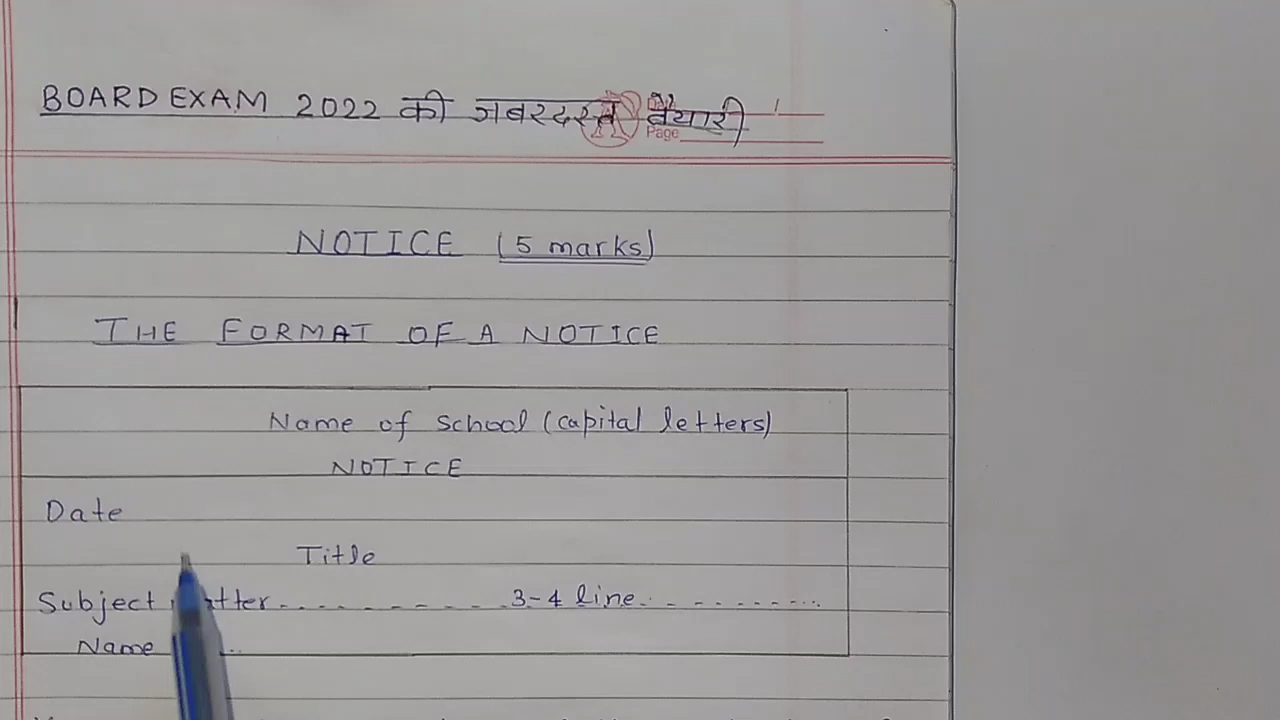 BOARD EXAM 2022 की जबरदस्त तैयारी
Page
NOTICE (5 marks)
THE FORMAT OF A NOTICE
Name of school (capital letters)
NOTICE
Date
Title
Subject ........... 3-4 line..........
Name ..